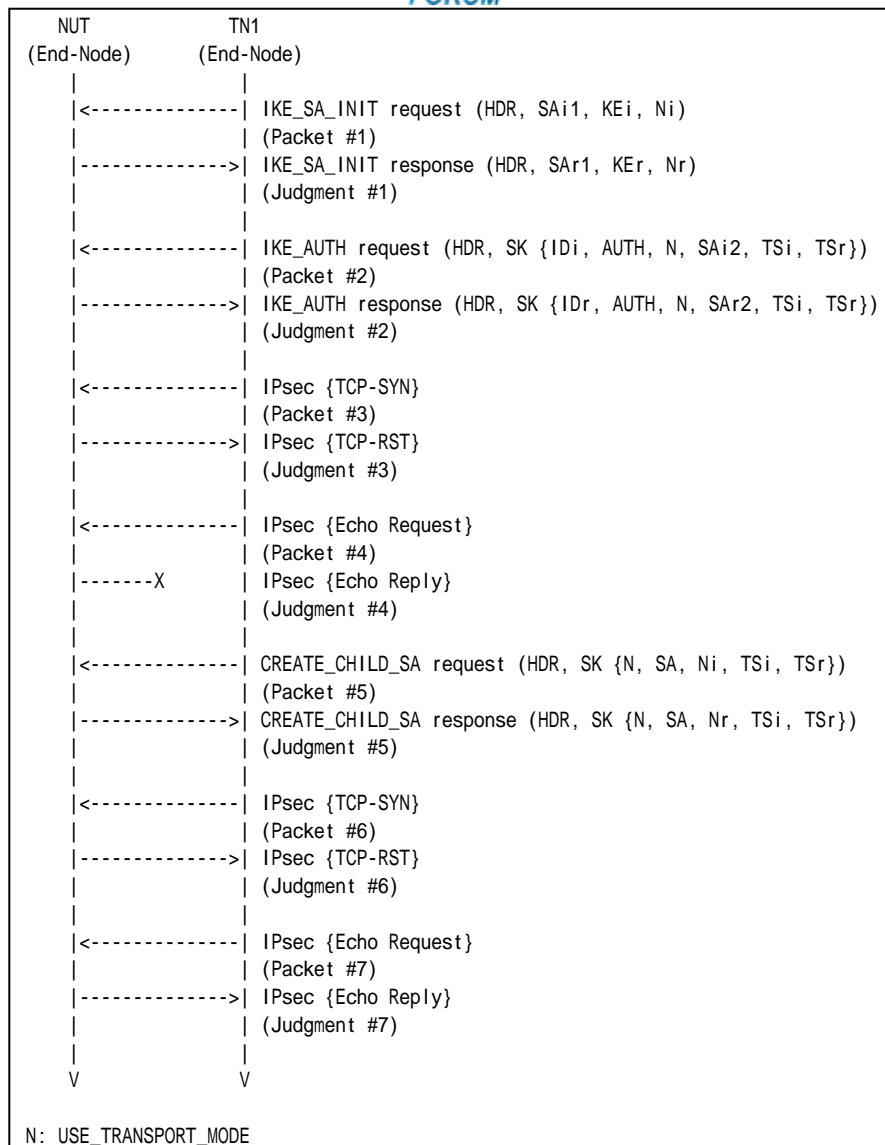 FORUM
NUT TN1
(End-Node) (End-Node)
| |
|<--------------| IKE_SA_INIT request (HDR, SAi1, KEi, Ni)
| | (Packet #1)
|-------------->| IKE_SA_INIT response (HDR, SAr1, KEr, Nr)
| | (Judgment #1)
| |
|<--------------| IKE_AUTH request (HDR, SK {IDi, AUTH, N, SAi2, TSi, TSr})
| | (Packet #2)
|-------------->| IKE_AUTH response (HDR, SK {IDr, AUTH, N, SAr2, TSi, TSr})
| | (Judgment #2)
| |
|<--------------| IPsec {TCP-SYN}
| | (Packet #3)
|-------------->| IPsec {TCP-RST}
| | (Judgment #3)
| |
|<--------------| IPsec {Echo Request}
| | (Packet #4)
|-------X | IPsec {Echo Reply}
| | (Judgment #4)
| |
|<--------------| CREATE_CHILD_SA request (HDR, SK {N, SA, Ni, TSi, TSr})
| | (Packet #5)
|-------------->| CREATE_CHILD_SA response (HDR, SK {N, SA, Nr, TSi, TSr})
| | (Judgment #5)
| |
|<--------------| IPsec {TCP-SYN}
| | (Packet #6)
|-------------->| IPsec {TCP-RST}
| | (Judgment #6)
| |
|<--------------| IPsec {Echo Request}
| | (Packet #7)
|-------------->| IPsec {Echo Reply}
| | (Judgment #7)
| |
V V
N: USE_TRANSPORT_MODE